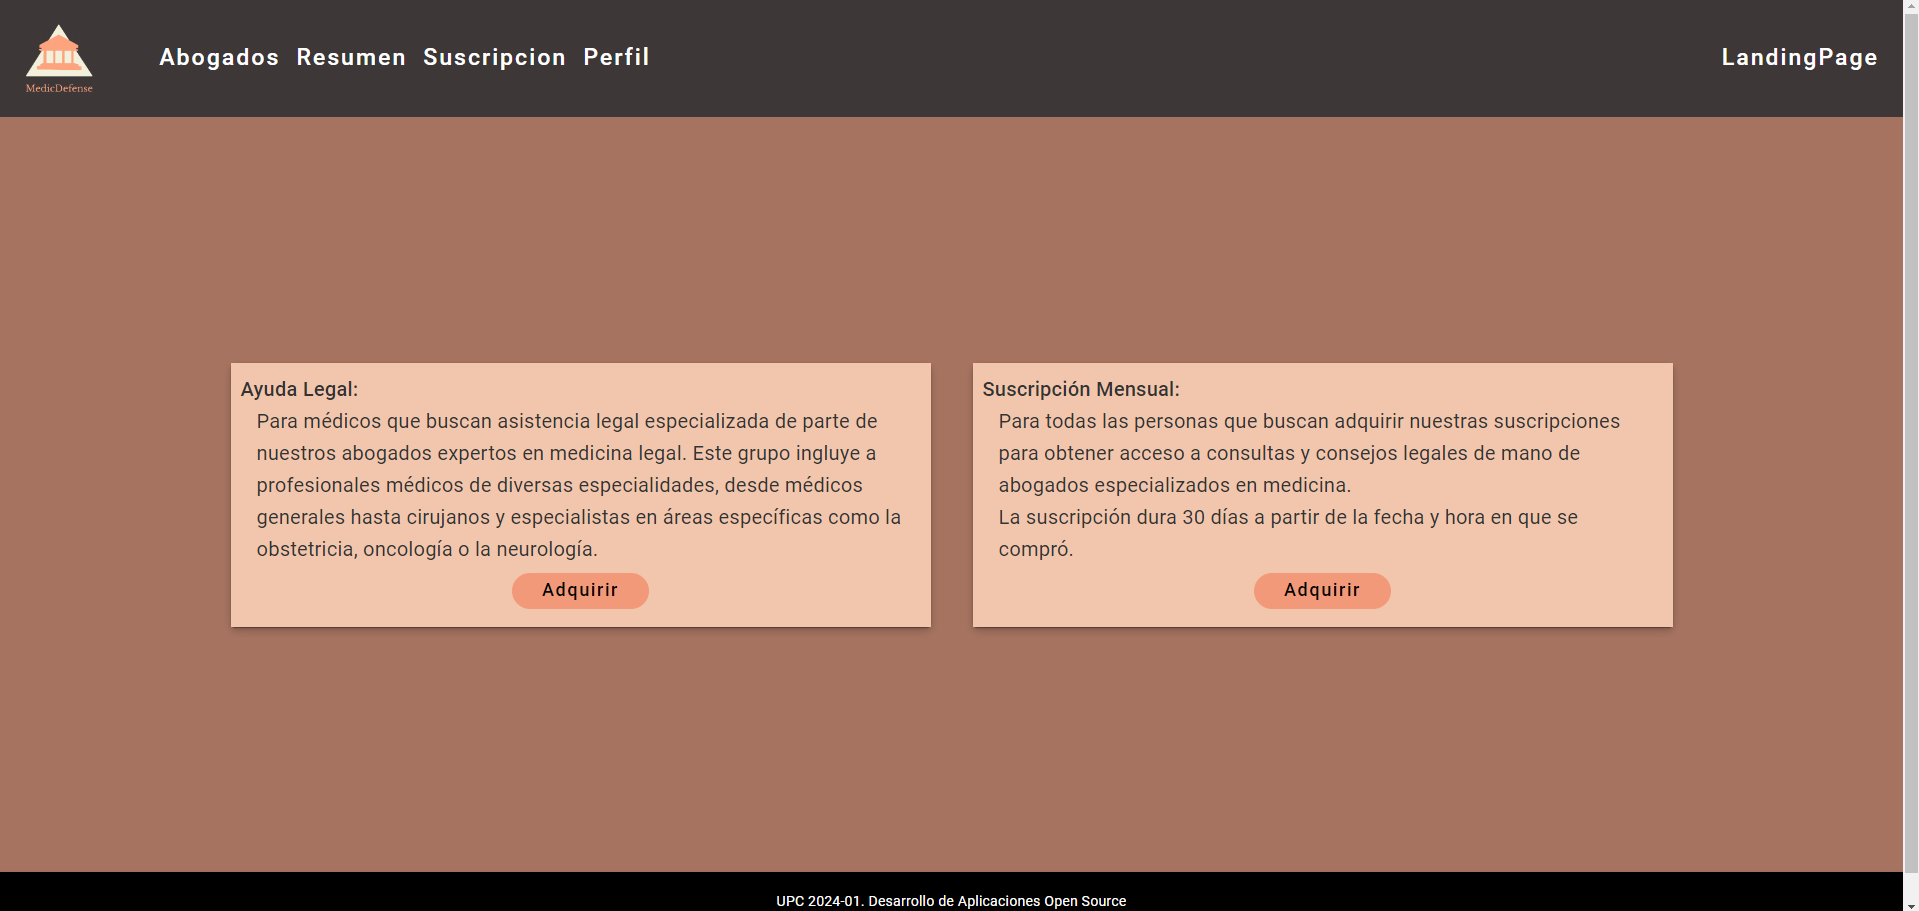 MedicDefense
Abogados Resumen Suscripcion Perfil
LandingPage
Ayuda Legal:
Para médicos que buscan asistencia legal especializada de parte de
nuestros abogados expertos en medicina legal. Este grupo ingluye a
profesionales médicos de diversas especialidades, desde médicos
generales hasta cirujanos y especialistas en áreas específicas como la
obstetricia, oncología o la neurología.
Adquirir
Suscripción Mensual:
Para todas las personas que buscan adquirir nuestras suscripciones
para obtener acceso a consultas y consejos legales de mano de
abogados especializados en medicina.
La suscripción dura 30 días a partir de la fecha y hora en que se
compró.
Adquirir
UPC 2024-01. Desarrollo de Aplicaciones Open Source